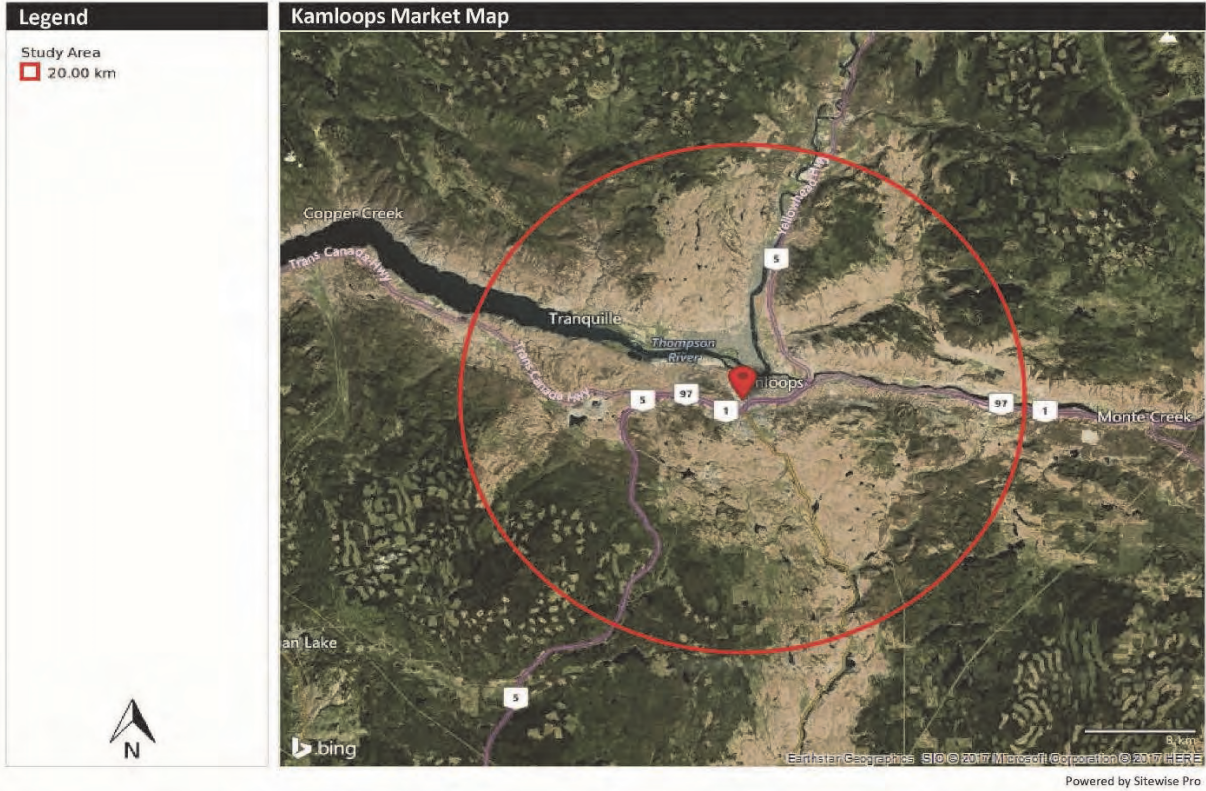 Legend
Study Area
20.00 km
N
Kamloops Market Map
Copper Creek
Trans Canada Hwy
Yellowhead Hwy
5
Tranquille
Thompson
River
Trans Canada Hwy
nloops
5
97
1
97
1
Monte Creek
an Lake
5
bing
8 km
Earthstar Geographics SIO © 2017 Microsoft Corporation © 2017 HERE
Powered by Sitewise Pro